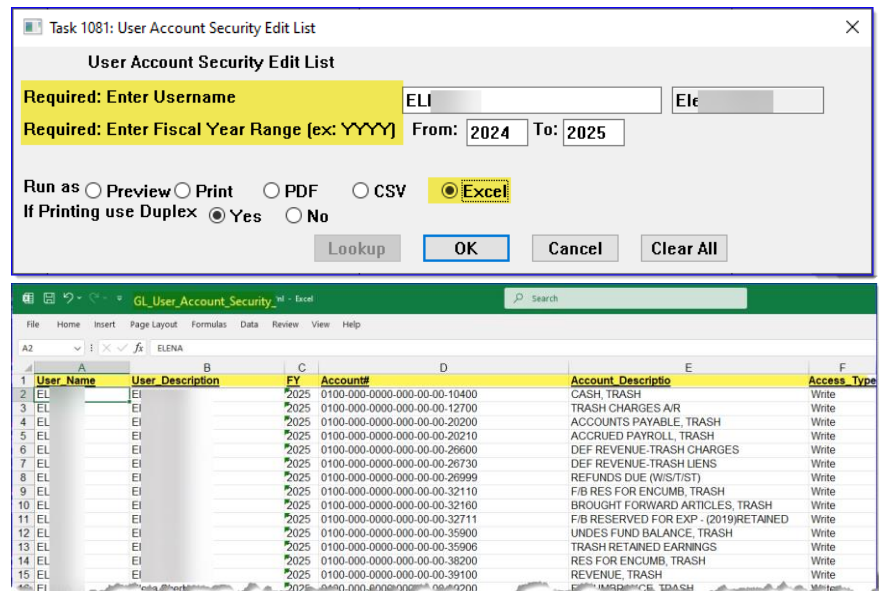 Task 1081: User Account Security Edit List
User Account Security Edit List
Required: Enter Username ELI Ele
Required: Enter Fiscal Year Range (ex: YYYY) From: 2024 To: 2025
Run as Preview Print PDF CSV Excel
If Printing use Duplex Yes No
Lookup OK Cancel Clear All
GL_User_Account_Security_ - Excel Search
File Home Insert Page Layout Formulas Data Review View Help
A2 fx ELENA
A B C D E F
1 User_Name User_Description FY Account# Account_Descriptio Access_Type
2 EL El 2025 0100-000-0000-000-00-00-10400 CASH, TRASH Write
3 EL El 2025 0100-000-0000-000-00-00-12700 TRASH CHARGES A/R Write
4 EL El 2025 0100-000-0000-000-00-00-20200 ACCOUNTS PAYABLE, TRASH Write
5 EL El 2025 0100-000-0000-000-00-00-20210 ACCRUED PAYROLL, TRASH Write
6 EL El 2025 0100-000-0000-000-00-00-26600 DEF REVENUE-TRASH CHARGES Write
7 EL El 2025 0100-000-0000-000-00-00-26730 DEF REVENUE-TRASH LIENS Write
8 EL El 2025 0100-000-0000-000-00-00-26999 REFUNDS DUE (W/S/T/ST) Write
9 EL El 2025 0100-000-0000-000-00-00-32110 F/B RES FOR ENCUMB, TRASH Write
10 EL El 2025 0100-000-0000-000-00-00-32160 BROUGHT FORWARD ARTICLES, TRASH Write
11 EL El 2025 0100-000-0000-000-00-00-32711 F/B RESERVED FOR EXP - (2019)RETAINED Write
12 EL El 2025 0100-000-0000-000-00-00-35900 UNDES FUND BALANCE, TRASH Write
13 EL El 2025 0100-000-0000-000-00-00-35906 TRASH RETAINED EARNINGS Write
14 EL El 2025 0100-000-0000-000-00-00-38200 RES FOR ENCUMB, TRASH Write
15 EL El 2025 0100-000-0000-000-00-00-39100 REVENUE, TRASH Write